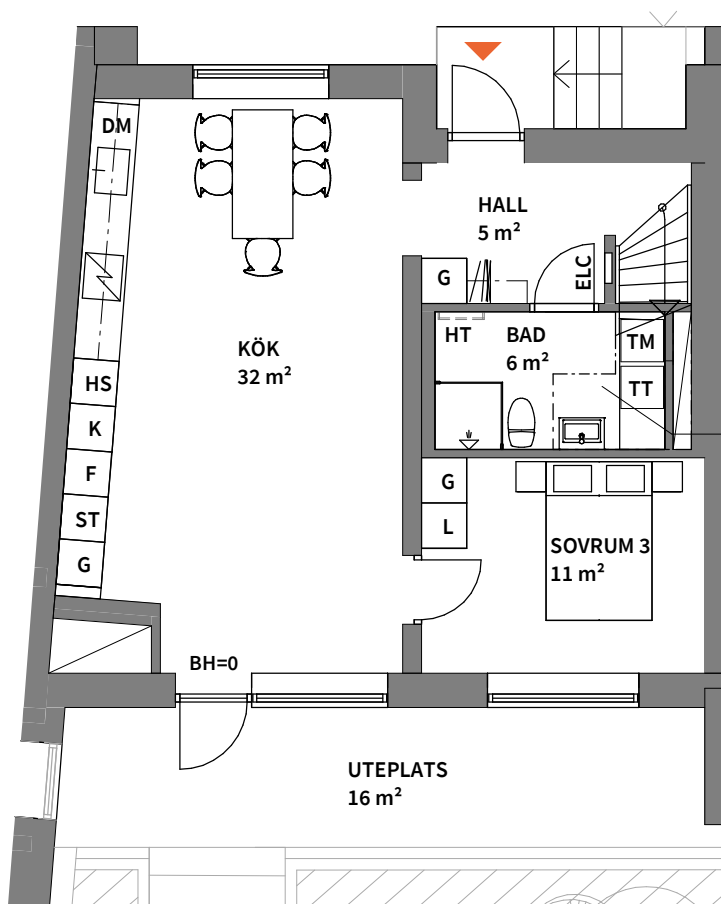 DM
HALL
5 m²
ELC
G
HT
BAD
6 m²
TM
TT
KÖK
32 m²
HS
K
F
ST
G
G
L
SOVRUM 3
11 m²
BH=0
UTEPLATS
16 m²